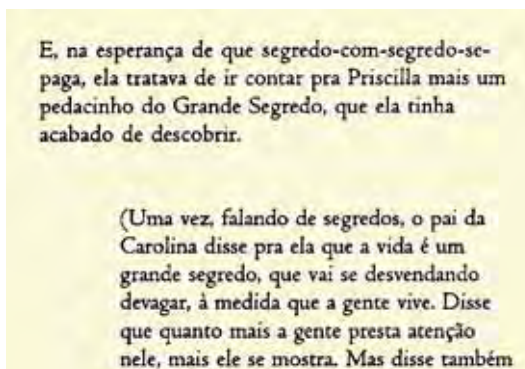 E, na esperança de que segredo-com-segredo-se-
paga, ela tratava de ir contar pra Priscilla mais um
pedacinho do Grande Segredo, que ela tinha
acabado de descobrir.
(Uma vez, falando de segredos, o pai da
Carolina disse pra ela que a vida é um
grande segredo, que vai se desvendando
devagar, à medida que a gente vive. Disse
que quanto mais a gente presta atenção
nele, mais ele se mostra. Mas disse também